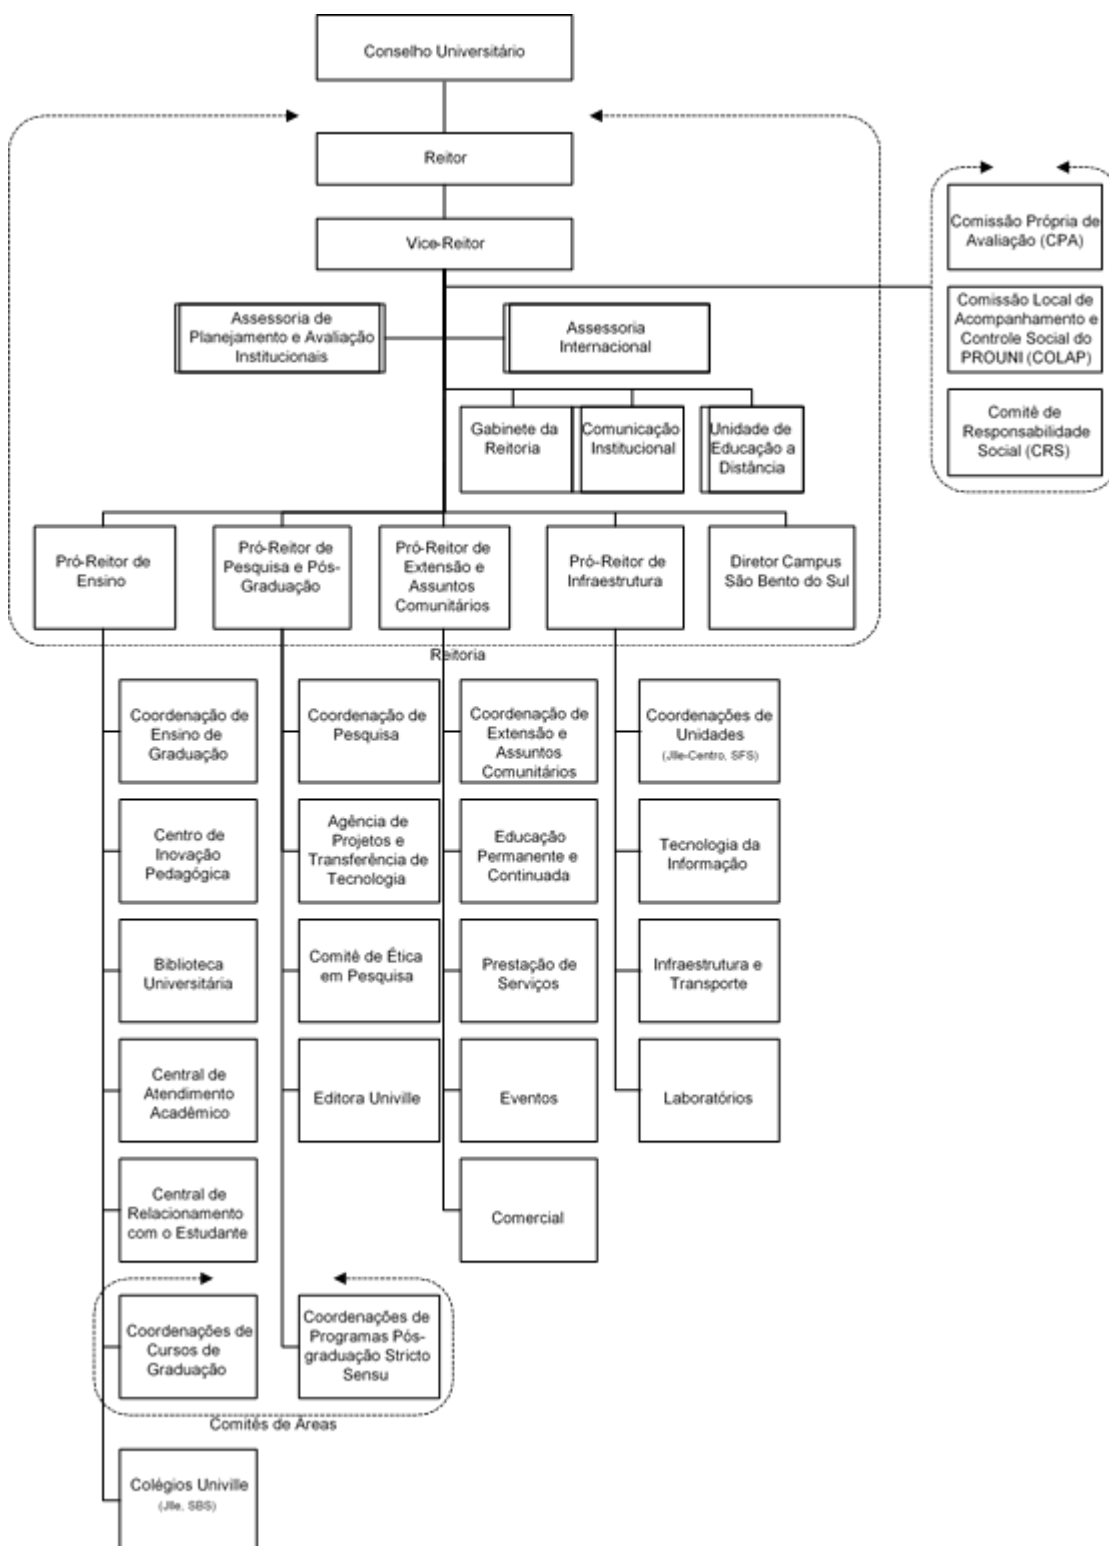 Conselho Universitário
Reitor
Vice-Reitor
Comissão Própria de
Avaliação (CPA)
Comissão Local de
Acompanhamento e
Controle Social do
PROUNI (COLAP)
Comitê de
Responsabilidade
Social (CRS)
Assessoria de
Planejamento e Avaliação
Institucionais
Assessoria
Internacional
Gabinete da
Reitoria
Comunicação
Institucional
Unidade de
Educação a
Distância
Pró-Reitor de
Ensino
Pró-Reitor de
Pesquisa e Pós-
Graduação
Pró-Reitor de
Extensão e
Assuntos
Comunitários
Pró-Reitor de
Infraestrutura
Diretor Campus
São Bento do Sul
Reitoria
Coordenação de
Ensino de
Graduação
Coordenação de
Pesquisa
Coordenação de
Extensão e
Assuntos
Comunitários
Coordenações de
Unidades
(Jlle-Centro, SFS)
Centro de
Inovação
Pedagógica
Agência de
Projetos e
Transferência de
Tecnologia
Educação
Permanente e
Continuada
Tecnologia da
Informação
Biblioteca
Universitária
Comitê de Ética
em Pesquisa
Prestação de
Serviços
Infraestrutura e
Transporte
Central de
Atendimento
Acadêmico
Editora Univille
Eventos
Laboratórios
Central de
Relacionamento
com o Estudante
Comercial
Coordenações de
Cursos de
Graduação
Coordenações de
Programas Pós-
graduação Stricto
Sensu
Comitês de Áreas
Colégios Univille
(Jlle, SBS)